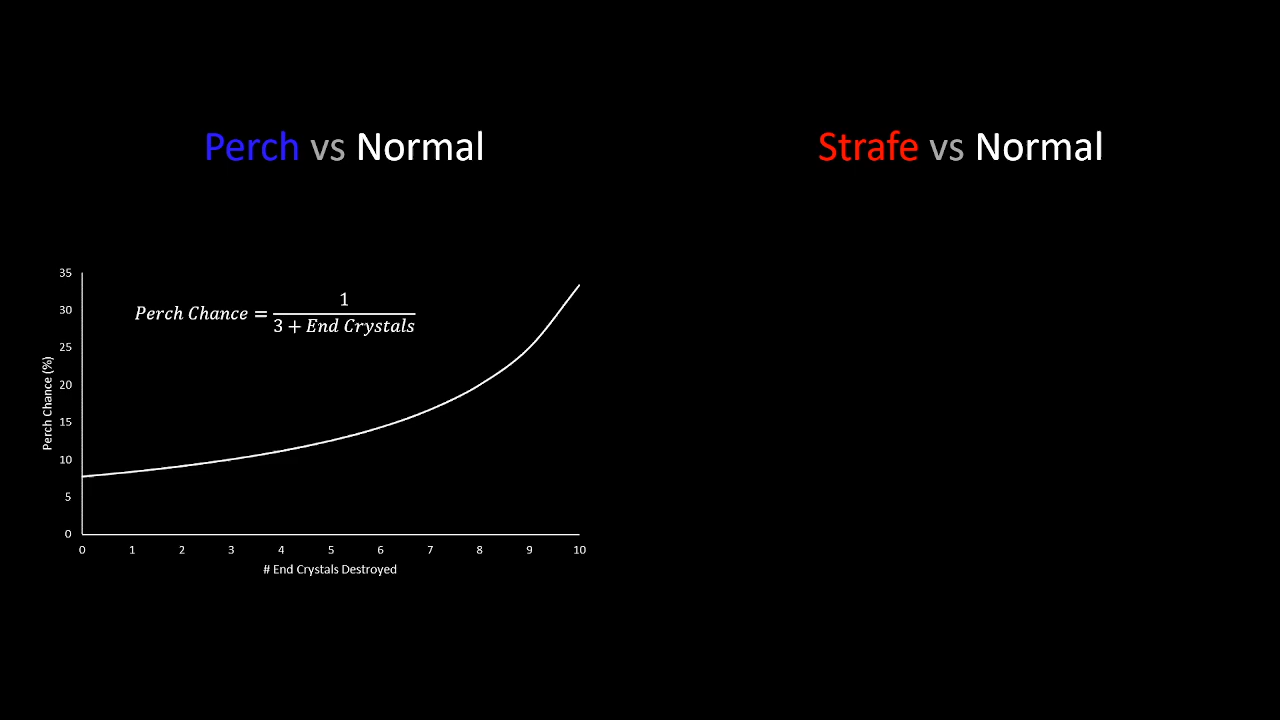 Perch vs Normal
Strafe vs Normal
Perch Chance = 1 / 3 + End Crystals
35
30
25
20
15
10
5
0
Perch Chance (%)
0 1 2 3 4 5 6 7 8 9 10
# End Crystals Destroyed